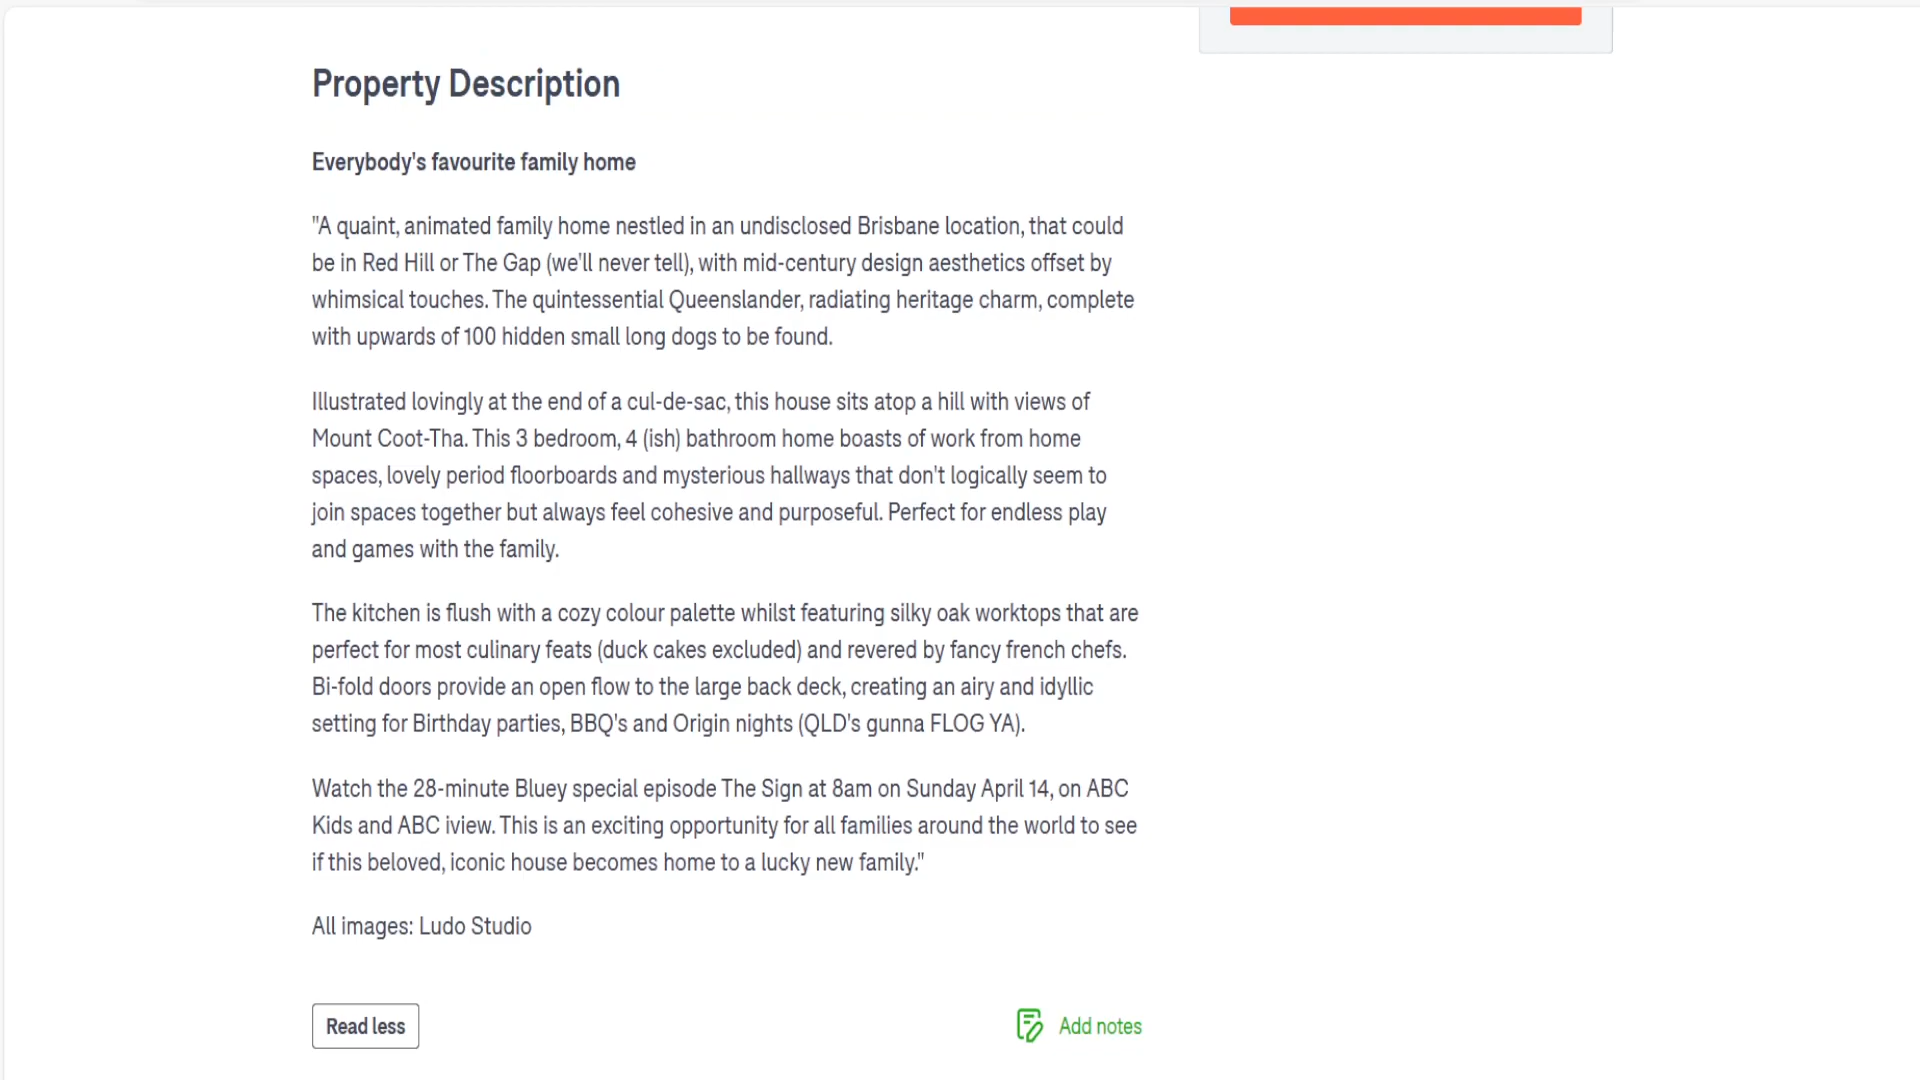 Property Description
Everybody's favourite family home
"A quaint, animated family home nestled in an undisclosed Brisbane location, that could
be in Red Hill or The Gap (we'll never tell), with mid-century design aesthetics offset by
whimsical touches. The quintessential Queenslander, radiating heritage charm, complete
with upwards of 100 hidden small long dogs to be found.
Illustrated lovingly at the end of a cul-de-sac, this house sits atop a hill with views of
Mount Coot-Tha. This 3 bedroom, 4 (ish) bathroom home boasts of work from home
spaces, lovely period floorboards and mysterious hallways that don't logically seem to
join spaces together but always feel cohesive and purposeful. Perfect for endless play
and games with the family.
The kitchen is flush with a cozy colour palette whilst featuring silky oak worktops that are
perfect for most culinary feats (duck cakes excluded) and revered by fancy french chefs.
Bi-fold doors provide an open flow to the large back deck, creating an airy and idyllic
setting for Birthday parties, BBQ's and Origin nights (QLD's gunna FLOG YA).
Watch the 28-minute Bluey special episode The Sign at 8am on Sunday April 14, on ABC
Kids and ABC iview. This is an exciting opportunity for all families around the world to see
if this beloved, iconic house becomes home to a lucky new family."
All images: Ludo Studio
Read less
Add notes